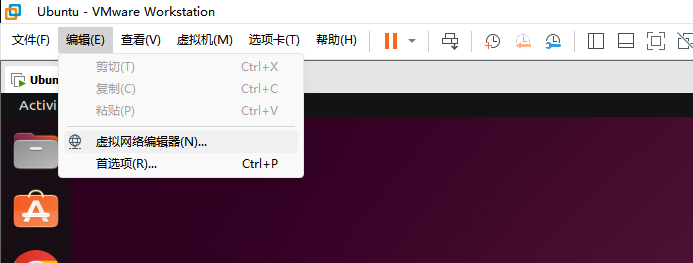 Ubuntu - VMware Workstation
文件(F) 编辑(E) 查看(V) 虚拟机(M) 选项卡(T) 帮助(H)
Ubun
剪切(T) Ctrl+X
复制(C) Ctrl+C
Activi
粘贴(P) Ctrl+V
虚拟网络编辑器(N)...
首选项(R)... Ctrl+P